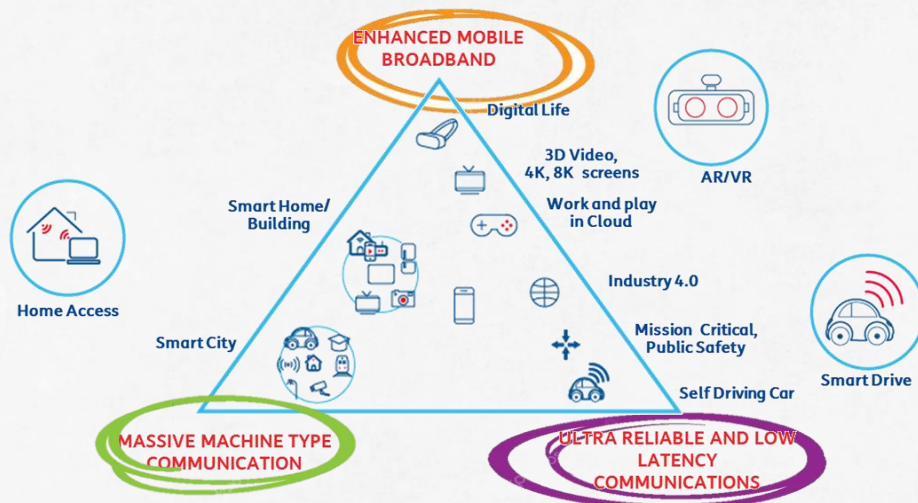 ENHANCED MOBILE
BROADBAND
Digital Life
3D Video,
4K, 8K screens
AR/VR
Smart Home/
Building
Work and play
in Cloud
Home Access
Industry 4.0
Smart City
Mission Critical,
Public Safety
Smart Drive
Self Driving Car
MASSIVE MACHINE TYPE
COMMUNICATION
ULTRA RELIABLE AND LOW
LATENCY
COMMUNICATIONS